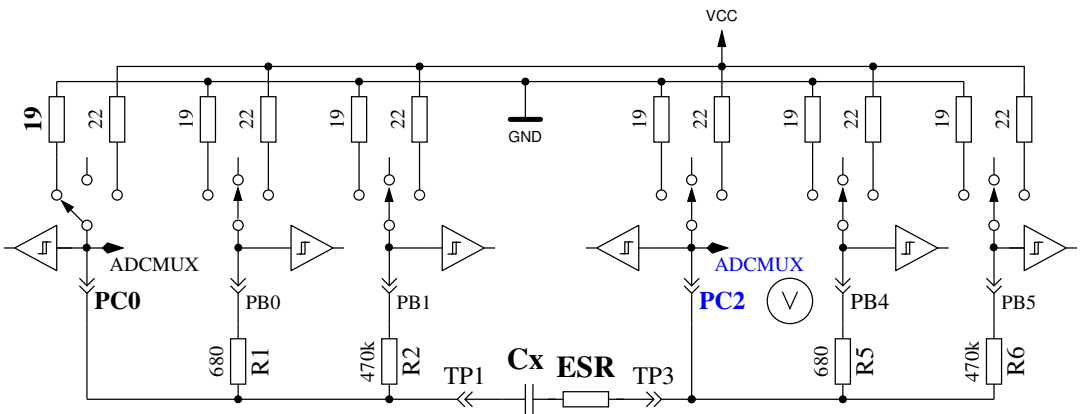 VCC
19 22 19 22 19 22 GND 19 22 19 22 19 22
ADCMUX ADCMUX
PC0 PB0 PB1 PC2 V PB4 PB5
680 R1 470k R2 680 R5 470k R6
TP1 Cx ESR TP3